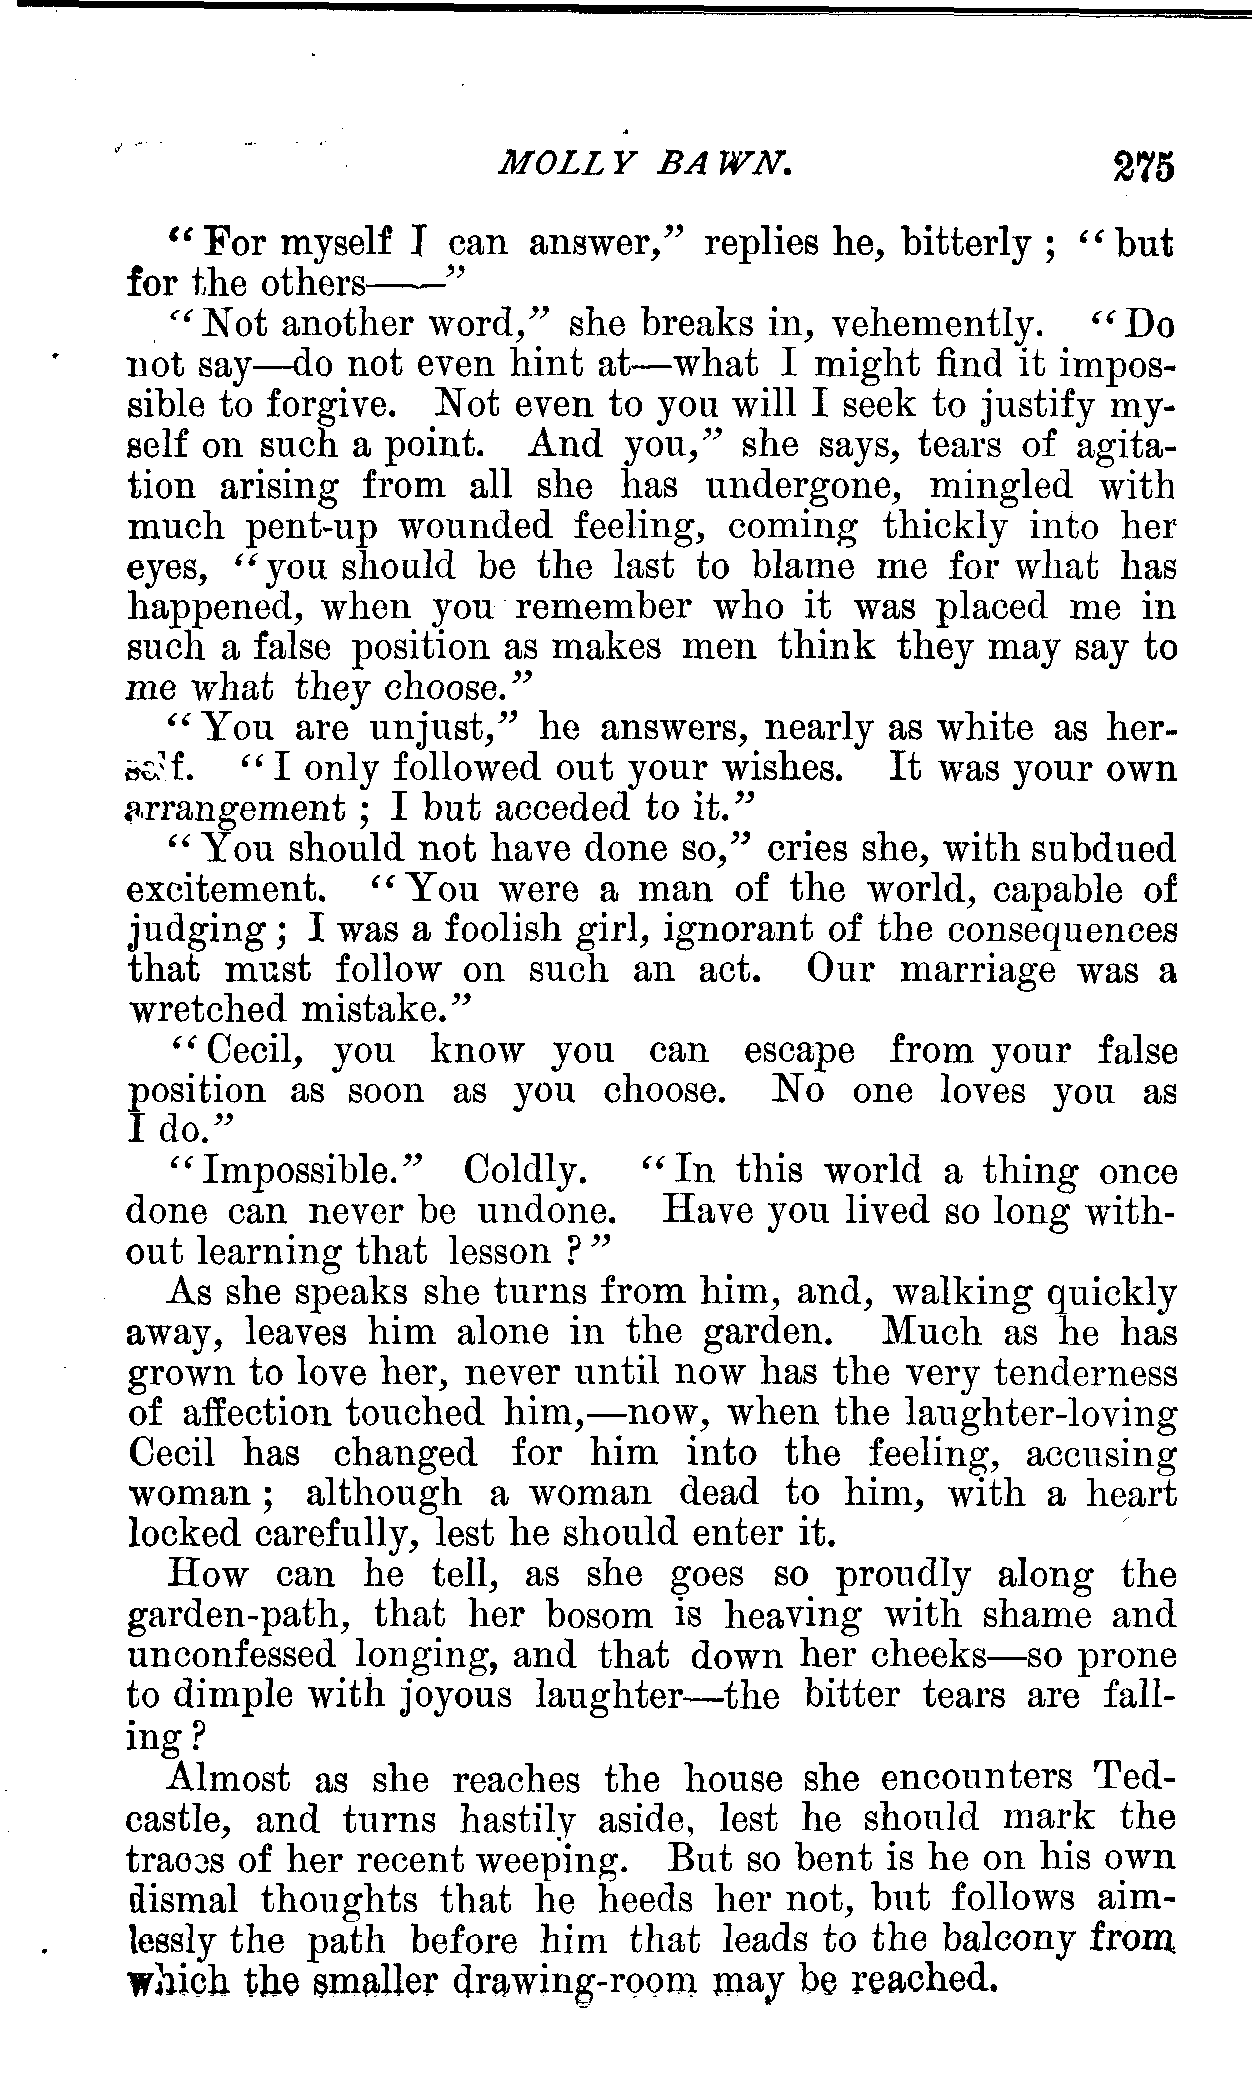 MOLLY BAWN. 275
“For myself I can answer,” replies he, bitterly; “but
for the others——”
“Not another word,” she breaks in, vehemently. “Do
not say—do not even hint at—what I might find it impos-
sible to forgive. Not even to you will I seek to justify my-
self on such a point. And you,” she says, tears of agita-
tion arising from all she has undergone, mingled with
much pent-up wounded feeling, coming thickly into her
eyes, “you should be the last to blame me for what has
happened, when you remember who it was placed me in
such a false position as makes men think they may say to
me what they choose.”
“You are unjust,” he answers, nearly as white as her-
self. “I only followed out your wishes. It was your own
arrangement; I but acceded to it.”
“You should not have done so,” cries she, with subdued
excitement. “You were a man of the world, capable of
judging; I was a foolish girl, ignorant of the consequences
that must follow on such an act. Our marriage was a
wretched mistake.”
“Cecil, you know you can escape from your false
position as soon as you choose. No one loves you as
I do.”
“Impossible.” Coldly. “In this world a thing once
done can never be undone. Have you lived so long with-
out learning that lesson?”
As she speaks she turns from him, and, walking quickly
away, leaves him alone in the garden. Much as he has
grown to love her, never until now has the very tenderness
of affection touched him,—now, when the laughter-loving
Cecil has changed for him into the feeling, accusing
woman; although a woman dead to him, with a heart
locked carefully, lest he should enter it.
How can he tell, as she goes so proudly along the
garden-path, that her bosom is heaving with shame and
unconfessed longing, and that down her cheeks—so prone
to dimple with joyous laughter—the bitter tears are fall-
ing?
Almost as she reaches the house she encounters Ted-
castle, and turns hastily aside, lest he should mark the
traces of her recent weeping. But so bent is he on his own
dismal thoughts that he heeds her not, but follows aim-
lessly the path before him that leads to the balcony from
which the smaller drawing-room may be reached.